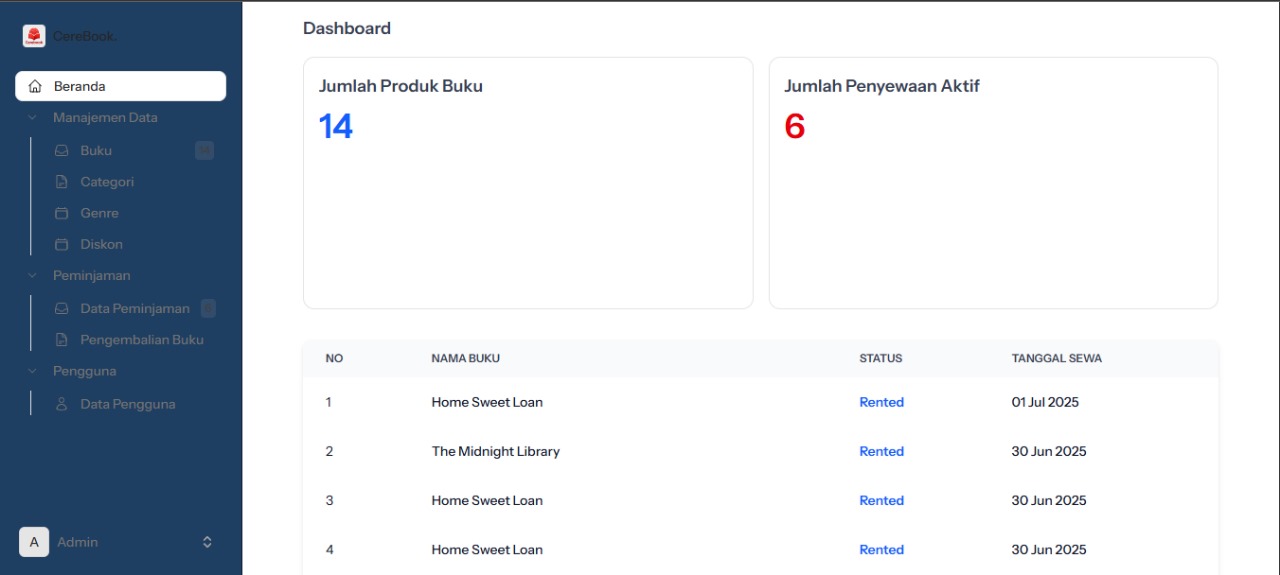 CereBook.
Beranda
Manajemen Data
Buku
Categori
Genre
Diskon
Peminjaman
Data Peminjaman
Pengembalian Buku
Pengguna
Data Pengguna
A Admin
Dashboard
Jumlah Produk Buku
14
Jumlah Penyewaan Aktif
6
NO NAMA BUKU STATUS TANGGAL SEWA
1 Home Sweet Loan Rented 01 Jul 2025
2 The Midnight Library Rented 30 Jun 2025
3 Home Sweet Loan Rented 30 Jun 2025
4 Home Sweet Loan Rented 30 Jun 2025